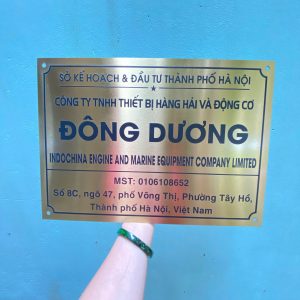 SỞ KẾ HOẠCH & ĐẦU TƯ THÀNH PHỐ HÀ NỘI
CÔNG TY TNHH THIẾT BỊ HÀNG HẢI VÀ ĐỘNG CƠ
ĐÔNG DƯƠNG
INDOCHINA ENGINE AND MARINE EQUIPMENT COMPANY LIMITED
MST: 0106108652
Số 8C, ngõ 47, phố Võng Thị, Phường Tây Hồ,
Thành phố Hà Nội, Việt Nam